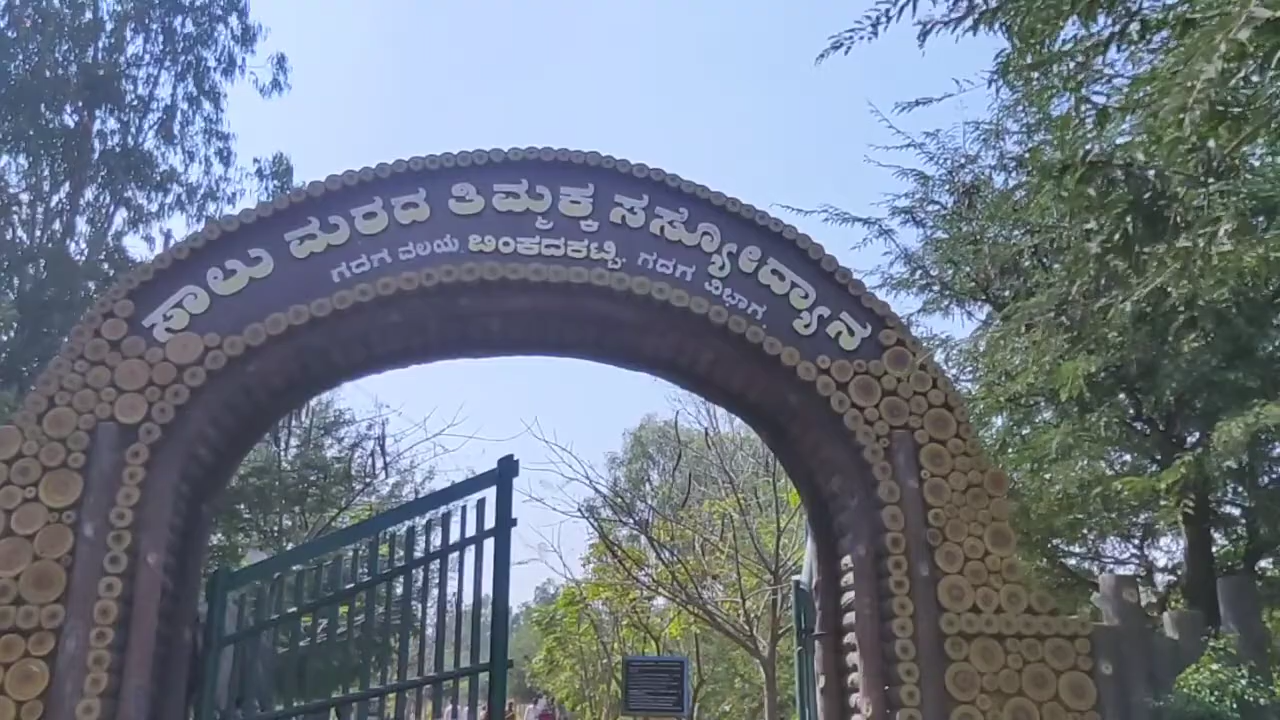 ಸಾಲು ಮರದ ತಿಮ್ಮಕ್ಕ ಸಸ್ಯೋದ್ಯಾನ
ಗದಗ ವಲಯ. ಬಿಂಕದಕಟ್ಟಿ. ಗದಗ ವಿಭಾಗ.